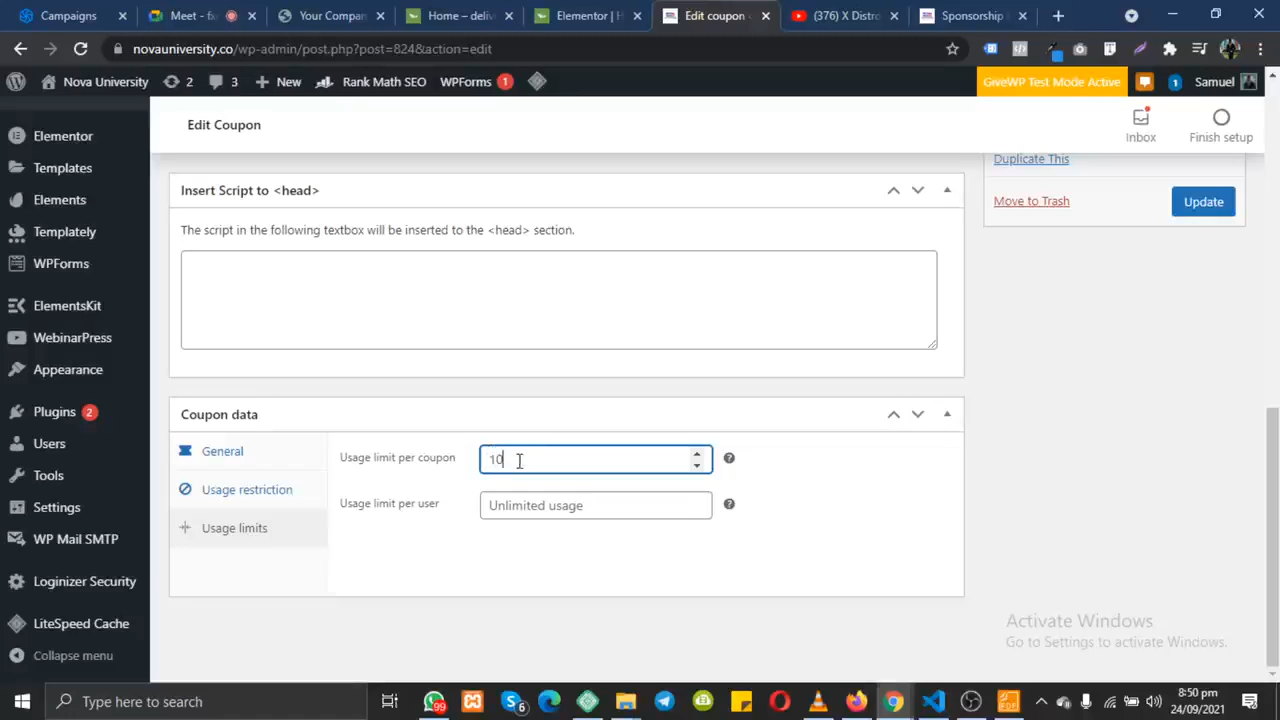 Campaigns
Meet - fx
Your Compan
Home – deliv
Elementor | H
Edit coupon
(376) X Distro
Sponsorship
novauniversity.co/wp-admin/post.php?post=824&action=edit
Nova University
2
3
New
Rank Math SEO
WPForms
1
GiveWP Test Mode Active
1
Samuel
Edit Coupon
Inbox
Finish setup
Elementor
Templates
Elements
Templately
WPForms
ElementsKit
WebinarPress
Appearance
Plugins 2
Users
Tools
Settings
WP Mail SMTP
Loginizer Security
LiteSpeed Cache
Collapse menu
Insert Script to <head>
The script in the following textbox will be inserted to the <head> section.
Duplicate This
Move to Trash
Update
Coupon data
General
Usage restriction
Usage limits
Usage limit per coupon
10
Usage limit per user
Unlimited usage
Activate Windows
Go to Settings to activate Windows.
Type here to search
99
6
8:50 pm
24/09/2021